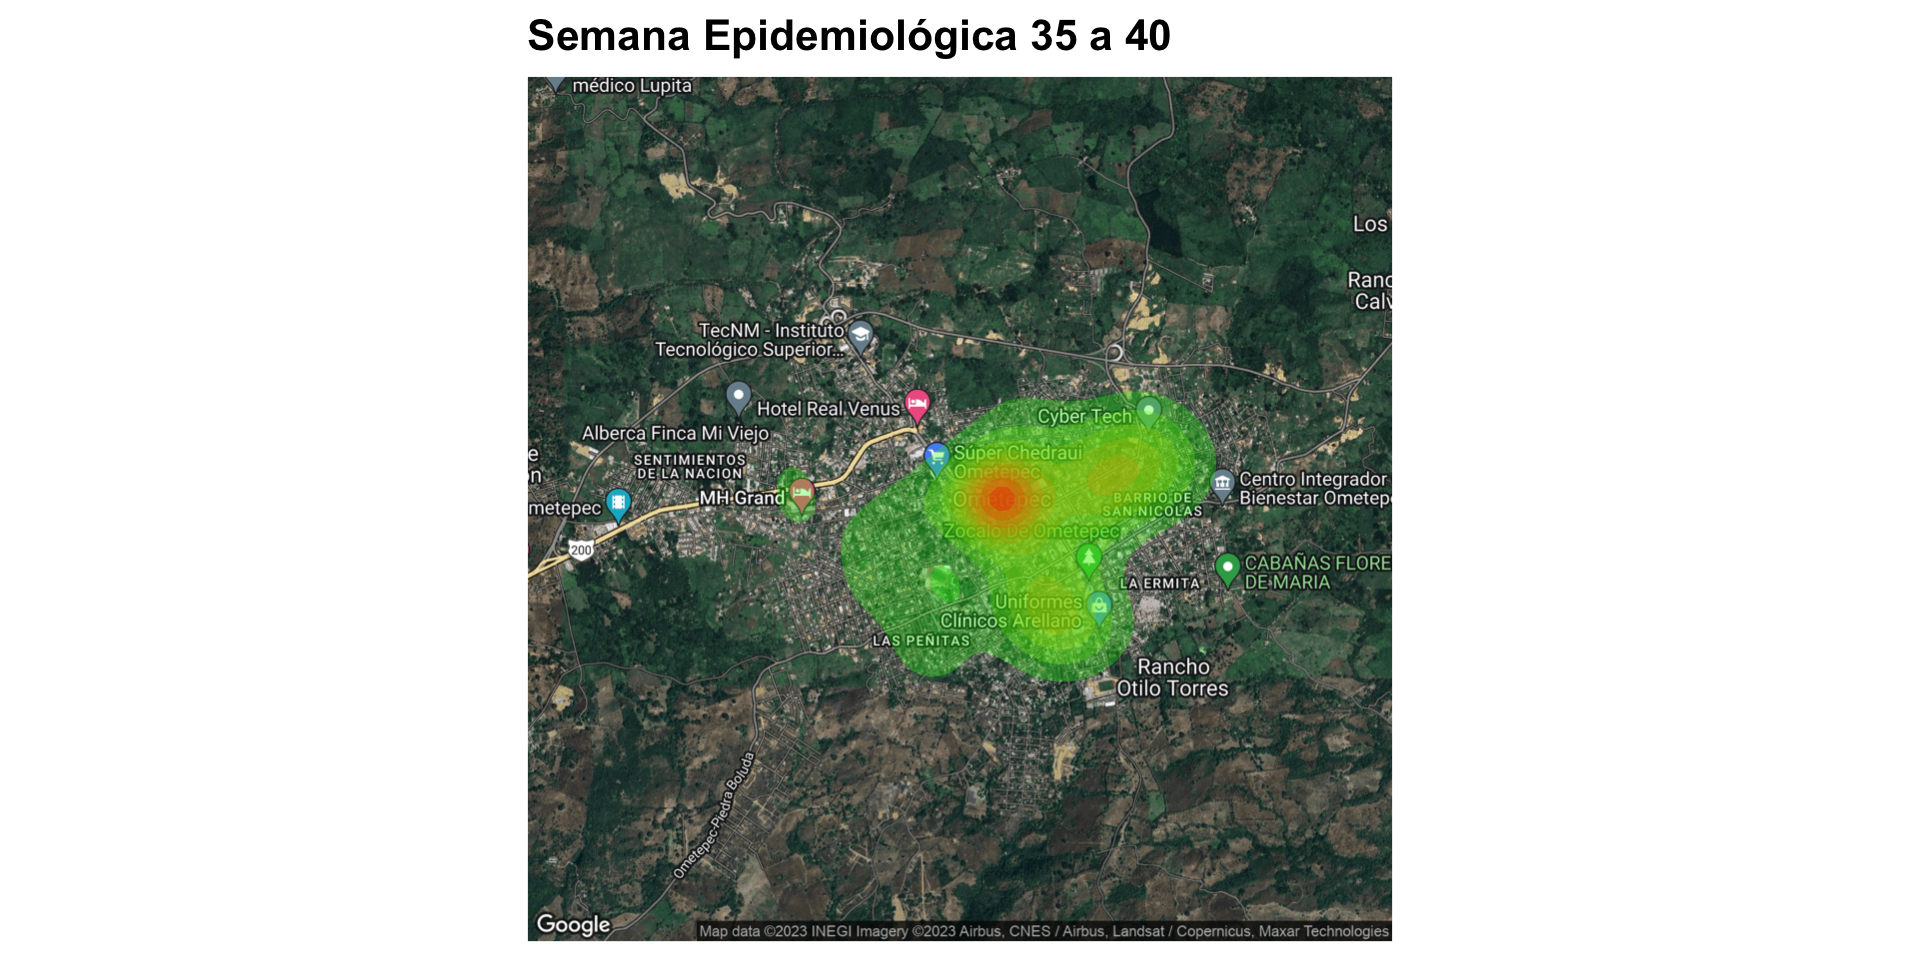 Semana Epidemiológica 35 a 40
médico Lupita
Los
Ranc
Calv
TecNM - Instituto
Tecnológico Superior...
Hotel Real Venus
Cyber Tech
Alberca Finca Mi Viejo
SENTIMIENTOS
DE LA NACION
Súper Chedraui
Ometepec
e
n
MH Grand
Ometepec
BARRIO DE
SAN NICOLAS
Centro Integrador
Bienestar Ometep
metepec
Zocalo De Ometepec
200
LA ERMITA
CABAÑAS FLORE
DE MARIA
Uniformes
Clínicos Arellano
LAS PEÑITAS
Rancho
Otilo Torres
Ometepec-Piedra Boluda
Google
Map data ©2023 INEGI Imagery ©2023 Airbus, CNES / Airbus, Landsat / Copernicus, Maxar Technologies